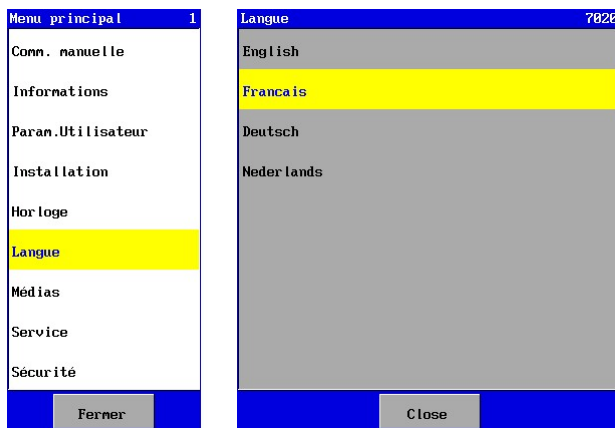 Menu principal 1
Comm. manuelle
Informations
Param.Utilisateur
Installation
Horloge
Langue
Médias
Service
Sécurité
Fermer
Langue 7020
English
Francais
Deutsch
Nederlands
Close